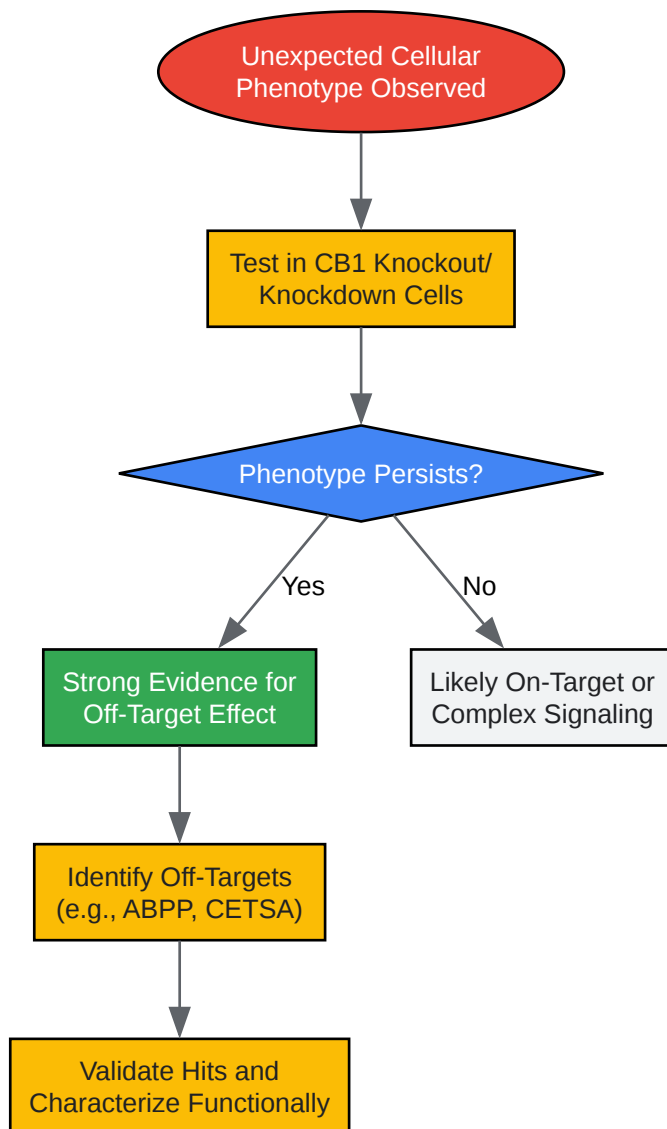 Unexpected Cellular
Phenotype Observed
Test in CB1 Knockout/
Knockdown Cells
Phenotype Persists?
Yes
No
Strong Evidence for
Off-Target Effect
Likely On-Target or
Complex Signaling
Identify Off-Targets
(e.g., ABPP, CETSA)
Validate Hits and
Characterize Functionally